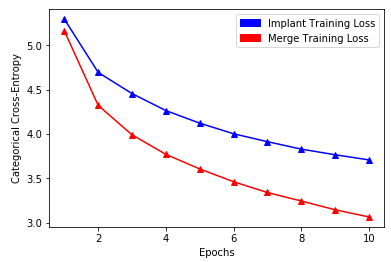 Implant Training Loss
Merge Training Loss
Categorical Cross-Entropy
5.0
4.5
4.0
3.5
3.0
2 4 6 8 10
Epochs